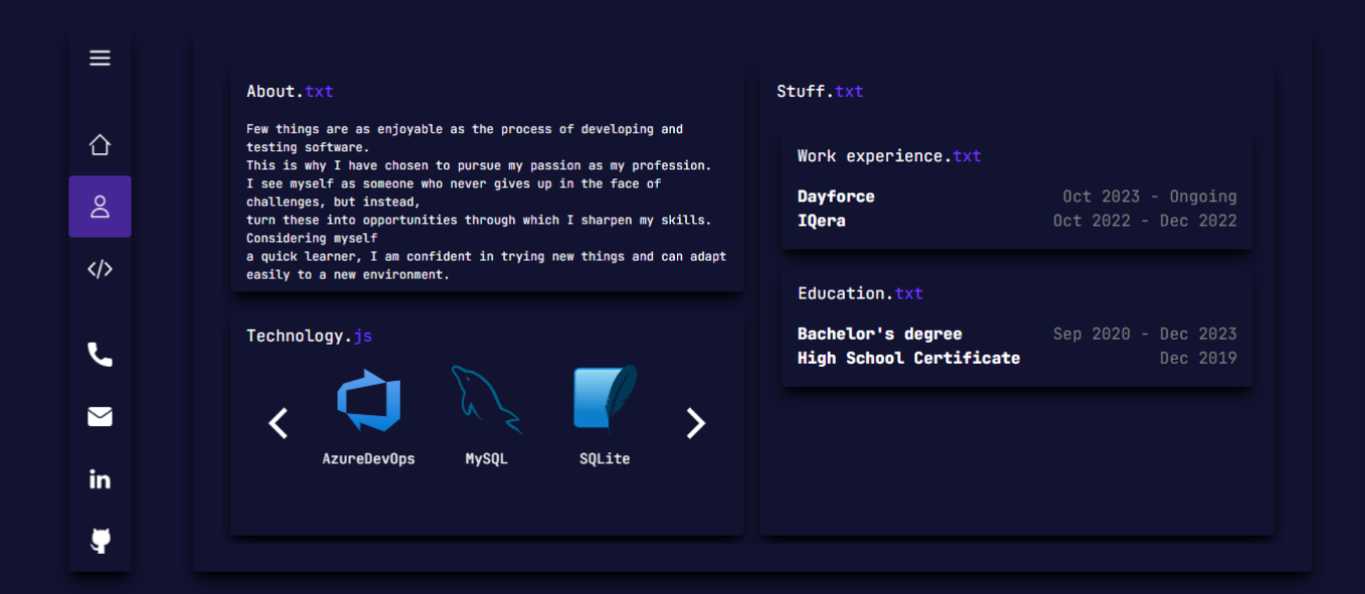 About.txt
Few things are as enjoyable as the process of developing and
testing software.
This is why I have chosen to pursue my passion as my profession.
I see myself as someone who never gives up in the face of
challenges, but instead,
turn these into opportunities through which I sharpen my skills.
Considering myself
a quick learner, I am confident in trying new things and can adapt
easily to a new environment.
Technology.js
AzureDevOps MySQL SQLite
Stuff.txt
Work experience.txt
Dayforce Oct 2023 - Ongoing
IQera Oct 2022 - Dec 2022
Education.txt
Bachelor's degree Sep 2020 - Dec 2023
High School Certificate Dec 2019
in